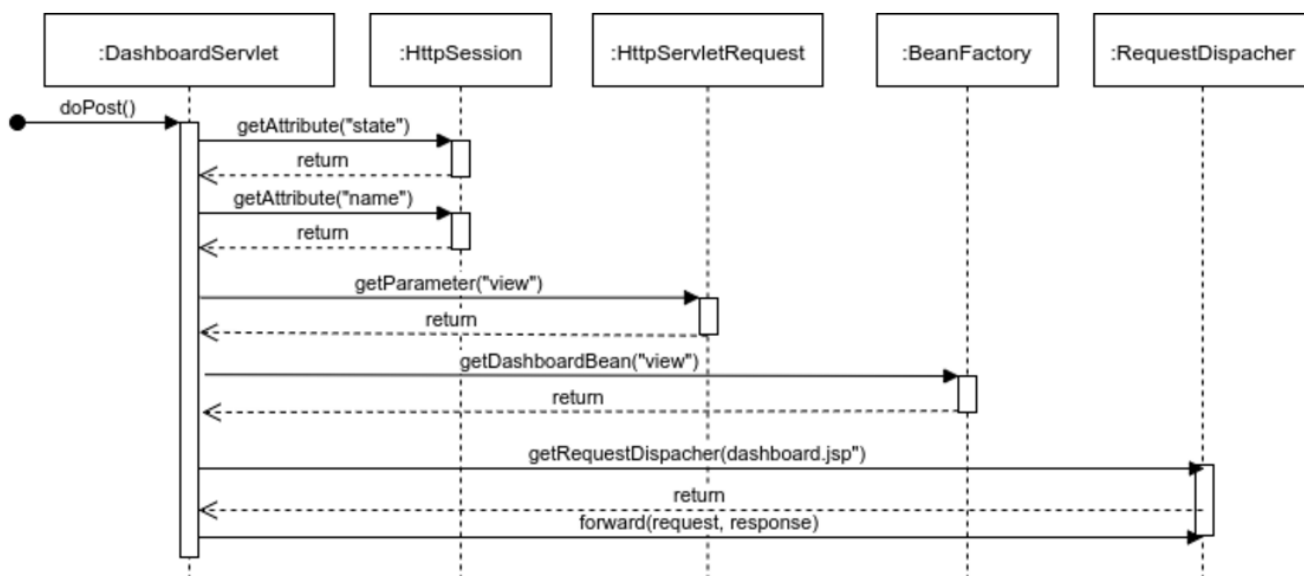 :DashboardServlet
:HttpSession
:HttpServletRequest
:BeanFactory
:RequestDispacher
doPost()
getAttribute("state")
return
getAttribute("name")
return
getParameter("view")
return
getDashboardBean("view")
return
getRequestDispacher(dashboard.jsp")
return
forward(request, response)